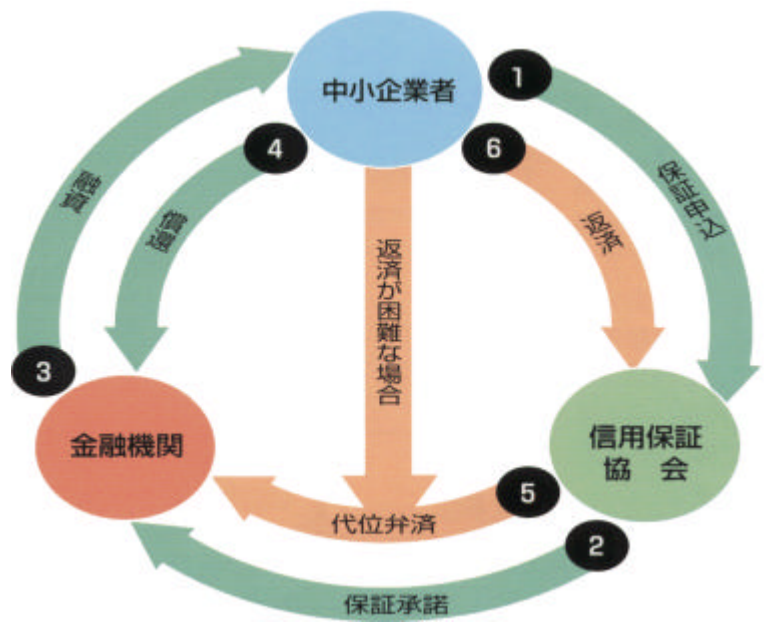 中小企業者
1
保証申込
2
保証承諾
3
融資
4
償還
返済が困難な場合
5
代位弁済
6
返済
金融機関
信用保証
協　会